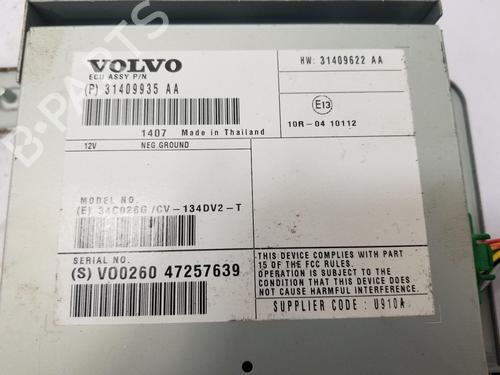 VOLVO
ECU ASSY P/N
(P) 31409935 AA
HW: 31409622 AA
E13
10R-04 10112
1407 Made in Thailand
12V NEG.GROUND
MODEL NO.
(E) 34C026G /CV-134DV2-T
SERIAL NO.
(S) V00260 47257639
THIS DEVICE COMPLIES WITH PART
15 OF THE FCC RULES
OPERATION IS SUBJECT TO THE
CONDITION THAT THIS DEVICE DOES
NOT CAUSE HARMFUL INTERFERENCE.
SUPPLIER CODE: U910A
B-PARTS